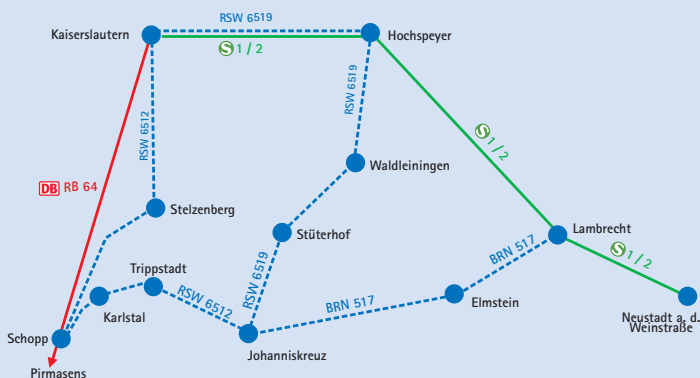 RSW 6519
Kaiserslautern
Hochspeyer
S 1 / 2
RSW 6519
RSW 6512
S 1 / 2
Waldleiningen
DB RB 64
Stelzenberg
Stüterhof
Lambrecht
BRN 517
S 1 / 2
Trippstadt
RSW 6519
RSW 6512
Karlstal
BRN 517
Elmstein
Neustadt a. d.
Weinstraße
Schopp
Johanniskreuz
Pirmasens